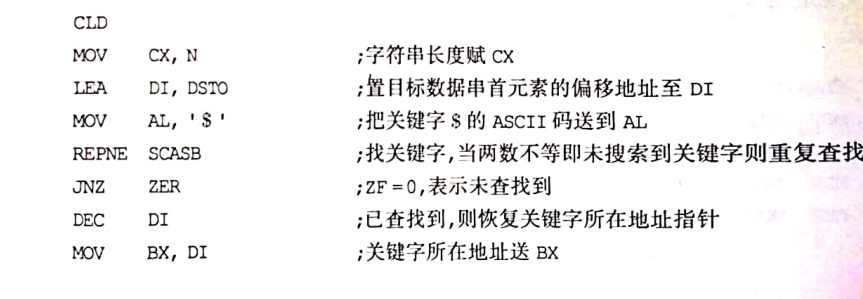 CLD
MOV CX, N ;字符串长度赋 CX
LEA DI, DSTO ;置目标数据串首元素的偏移地址至 DI
MOV AL, '$' ;把关键字 $ 的 ASCII 码送到 AL
REPNE SCASB ;找关键字,当两数不等即未搜索到关键字则重复查找
JNZ ZER ;ZF=0,表示未查找到
DEC DI ;已查找到,则恢复关键字所在地址指针
MOV BX, DI ;关键字所在地址送 BX